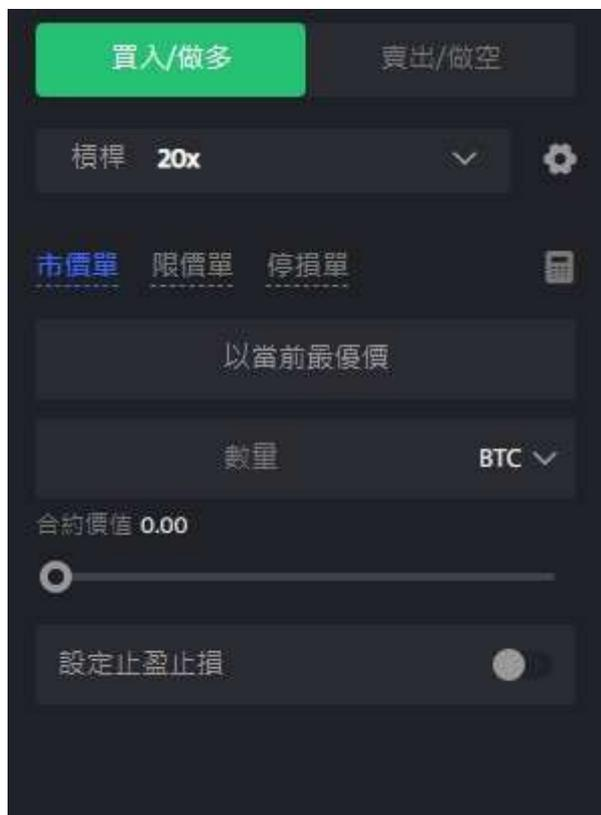 買入/做多 賣出/做空
槓桿 20x
市價單 限價單 停損單
以當前最優價
數量 BTC
合約價值 0.00
設定止盈止損